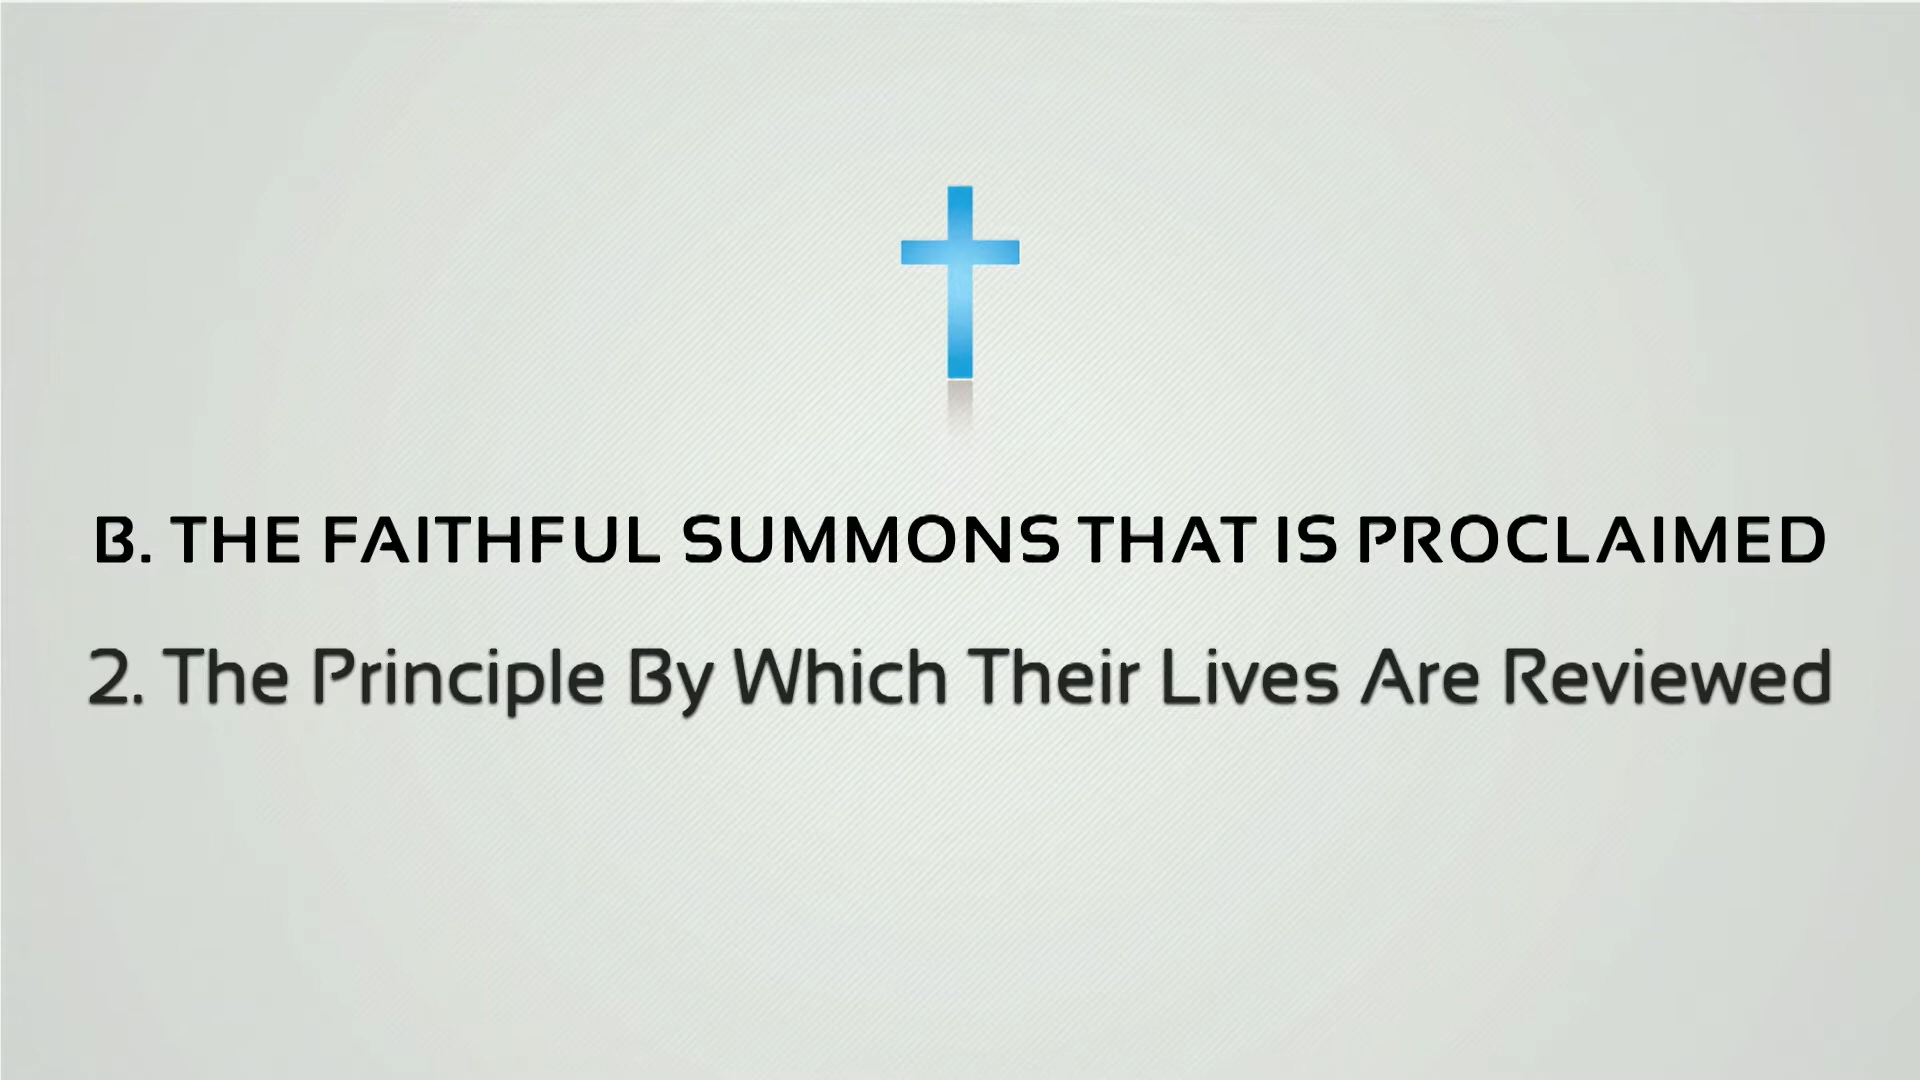 B. THE FAITHFUL SUMMONS THAT IS PROCLAIMED
2. The Principle By Which Their Lives Are Reviewed